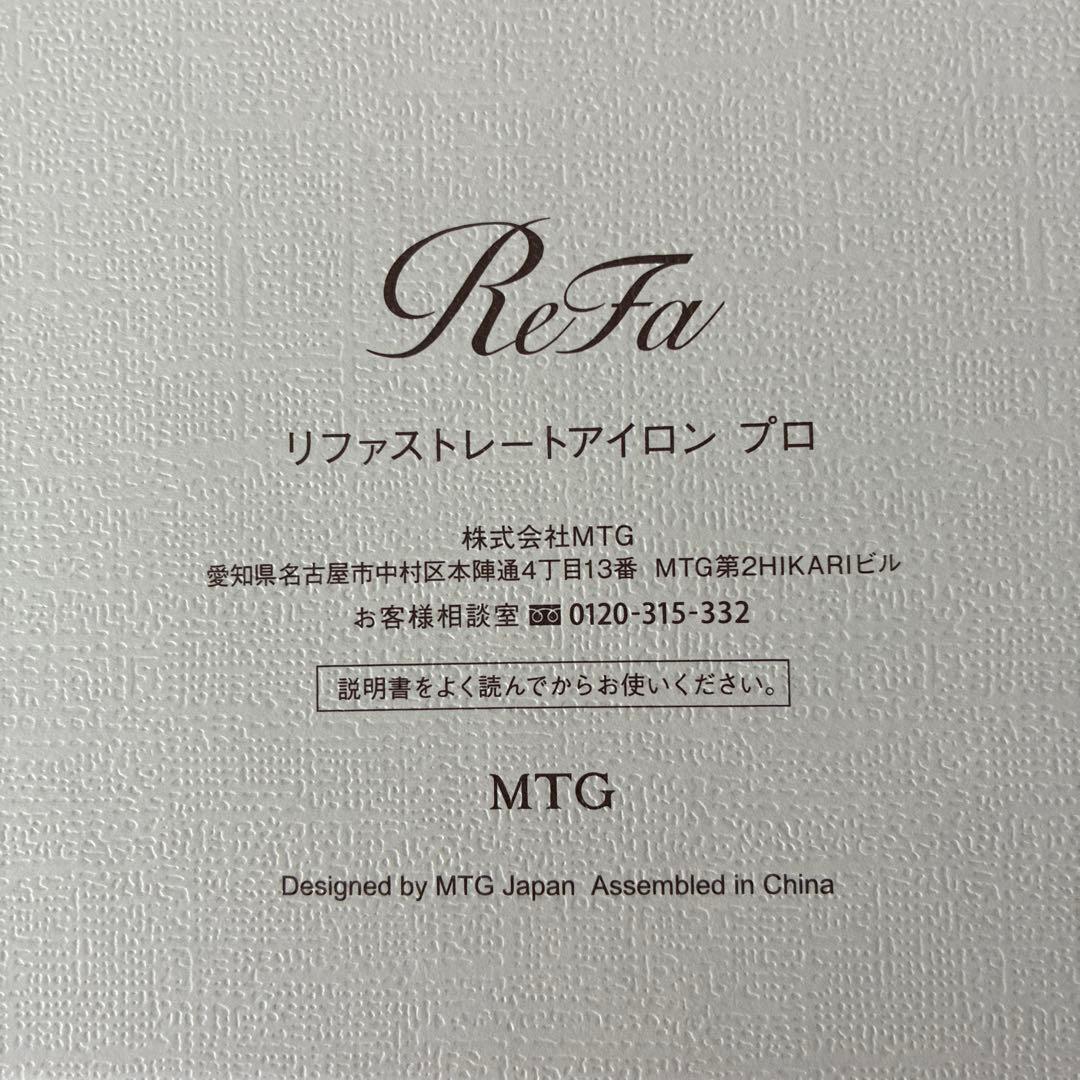 ReFa
リファストレートアイロン プロ
株式会社MTG
愛知県名古屋市中村区本陣通4丁目13番 MTG第2HIKARIビル
お客様相談室 0120-315-332
説明書をよく読んでからお使いください。
MTG
Designed by MTG Japan Assembled in China